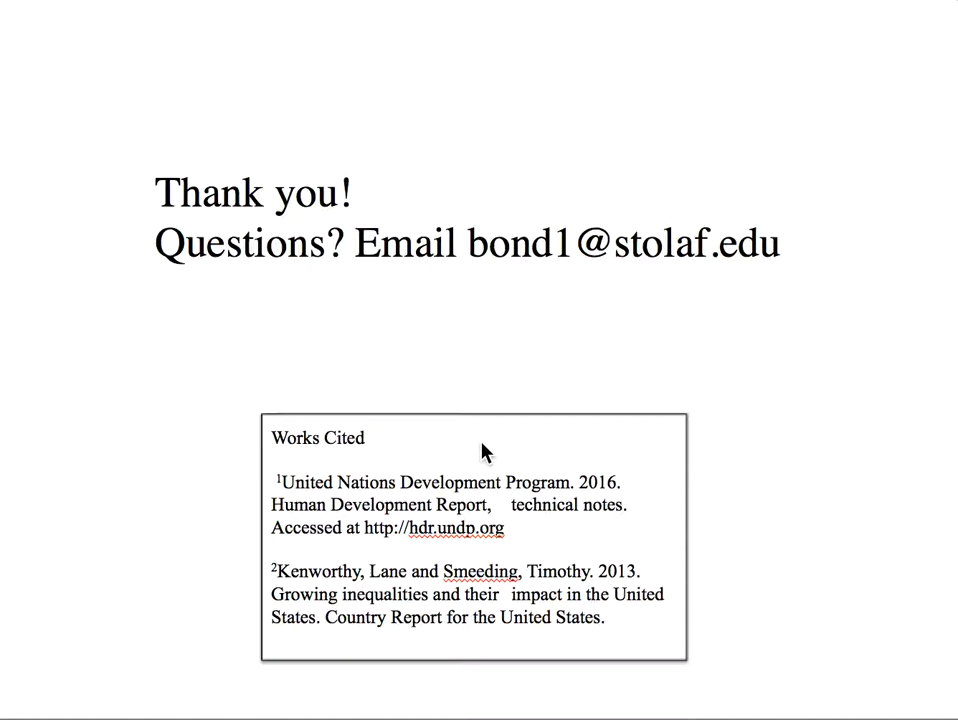 Thank you!
Questions? Email bond1@stolaf.edu
Works Cited
¹United Nations Development Program. 2016.
Human Development Report, technical notes.
Accessed at http://hdr.undp.org
²Kenworthy, Lane and Smeeding, Timothy. 2013.
Growing inequalities and their impact in the United
States. Country Report for the United States.